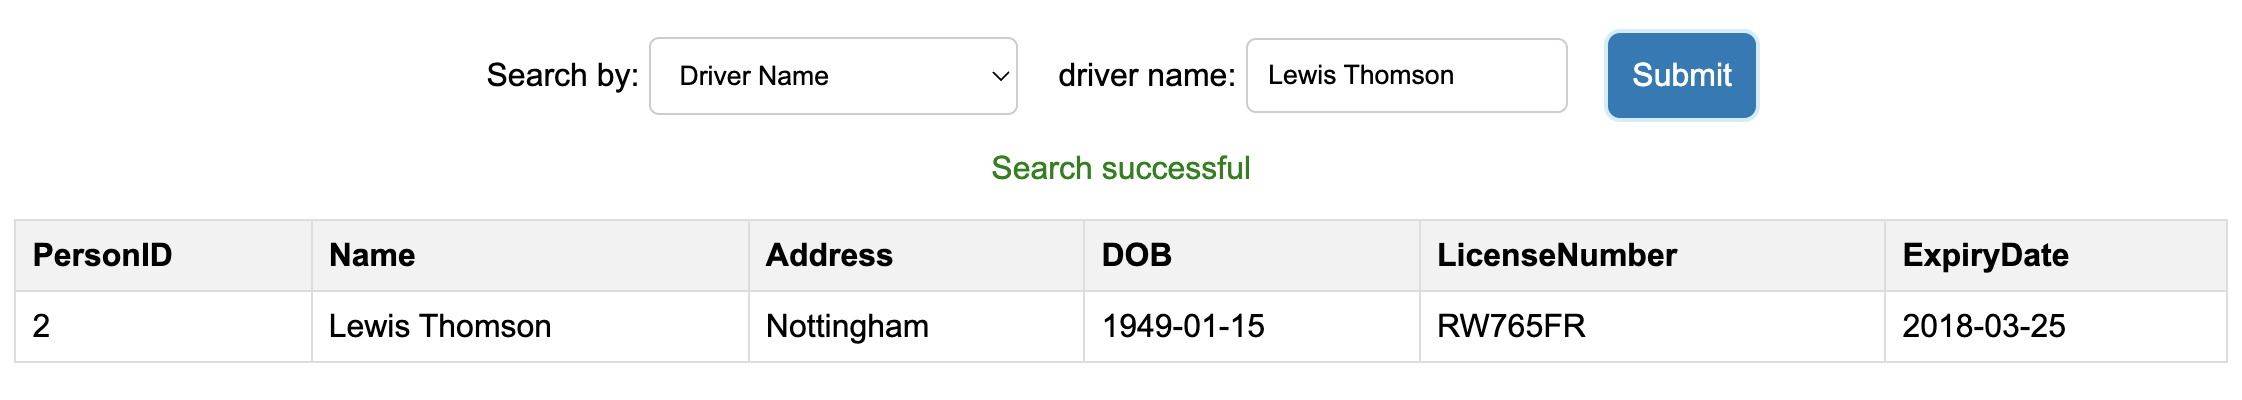 Search by: Driver Name driver name: Lewis Thomson Submit
Search successful
PersonID Name Address DOB LicenseNumber ExpiryDate
2 Lewis Thomson Nottingham 1949-01-15 RW765FR 2018-03-25